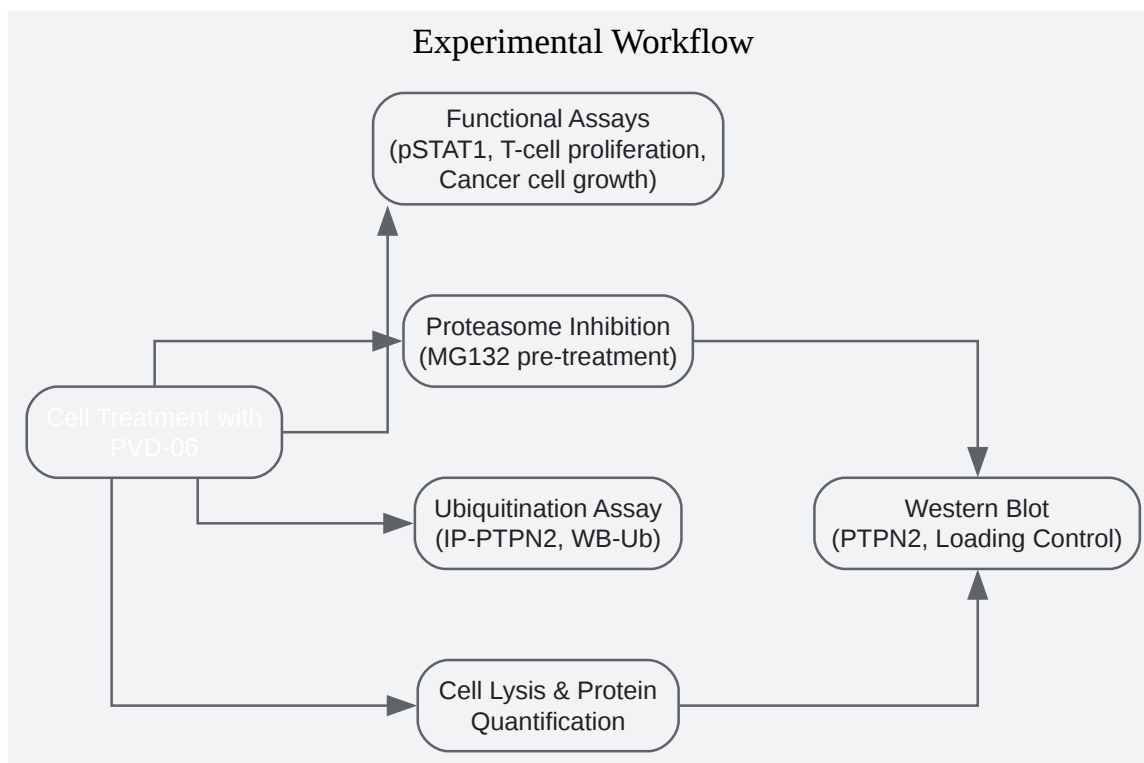 Experimental Workflow
Functional Assays
(pSTAT1, T-cell proliferation,
Cancer cell growth)
Proteasome Inhibition
(MG132 pre-treatment)
Cell Treatment with
PVD-06
Ubiquitination Assay
(IP-PTPN2, WB-Ub)
Western Blot
(PTPN2, Loading Control)
Cell Lysis & Protein
Quantification